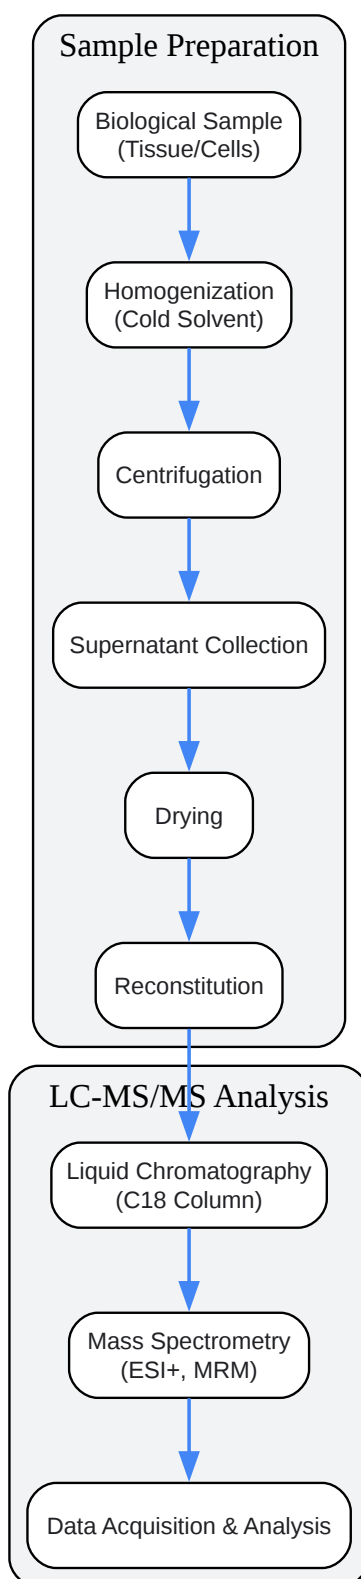 Sample Preparation
Biological Sample
(Tissue/Cells)
Homogenization
(Cold Solvent)
Centrifugation
Supernatant Collection
Drying
Reconstitution
LC-MS/MS Analysis
Liquid Chromatography
(C18 Column)
Mass Spectrometry
(ESI+, MRM)
Data Acquisition & Analysis